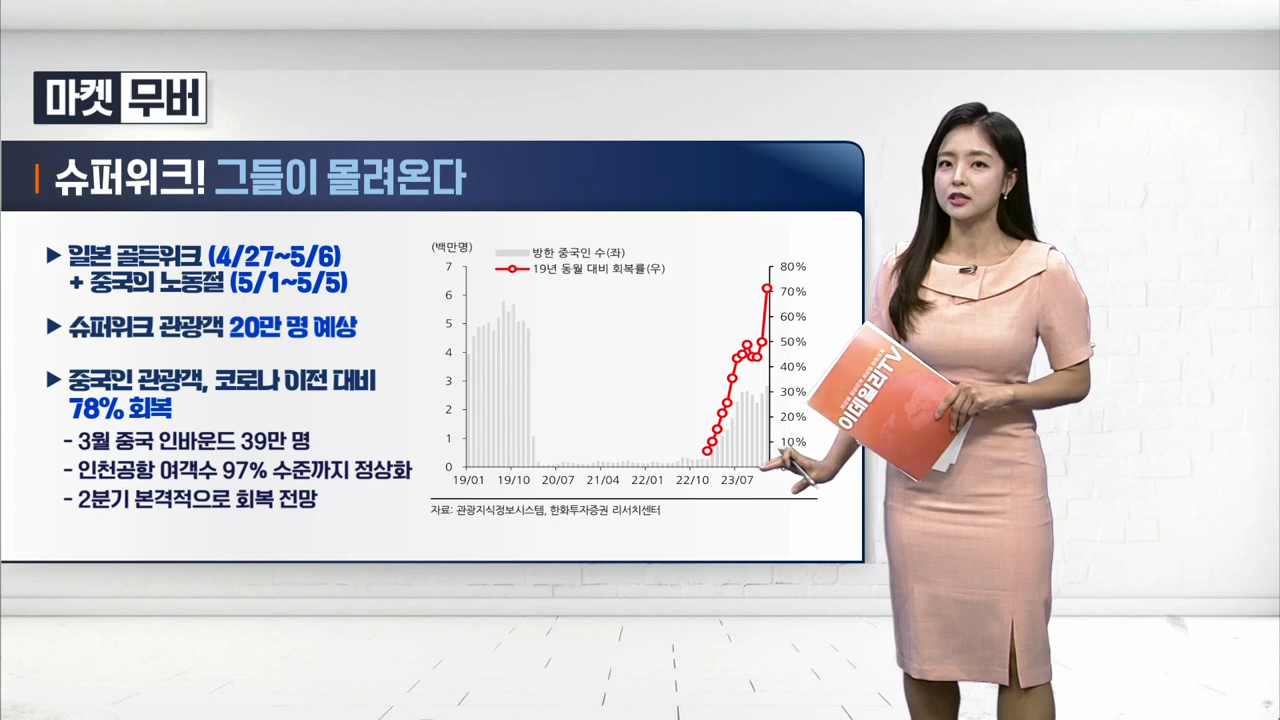 마켓 무버
슈퍼위크! 그들이 몰려온다
▶ 일본 골든위크 (4/27~5/6)
+ 중국의 노동절 (5/1~5/5)
▶ 슈퍼위크 관광객 20만 명 예상
▶ 중국인 관광객, 코로나 이전 대비
78% 회복
- 3월 중국 인바운드 39만 명
- 인천공항 여객수 97% 수준까지 정상화
- 2분기 본격적으로 회복 전망
(백만명)
방한 중국인 수(좌)
19년 동월 대비 회복률(우)
7
6
5
4
3
2
1
0
80%
70%
60%
50%
40%
30%
20%
10%
19/01 19/10 20/07 21/04 22/01 22/10 23/07
자료: 관광지식정보시스템, 한화투자증권 리서치센터
이데일리TV